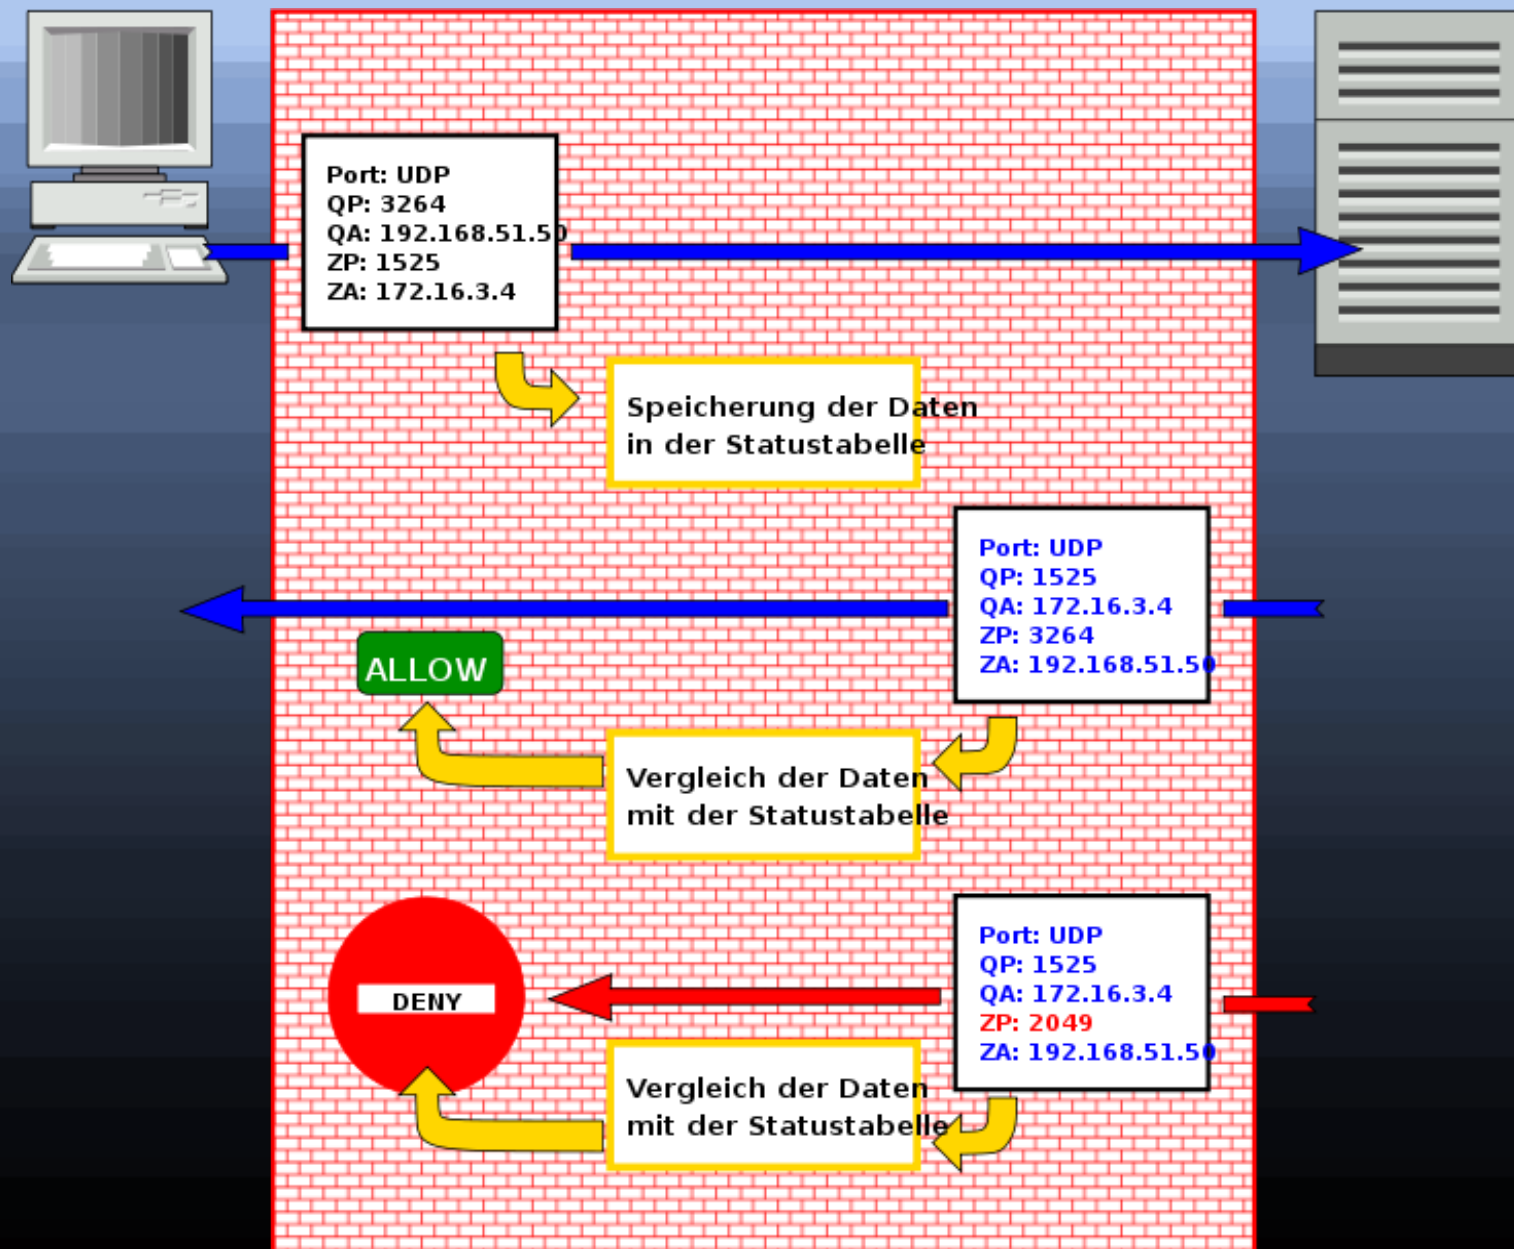 Port: UDP
QP: 3264
QA: 192.168.51.50
ZP: 1525
ZA: 172.16.3.4
Speicherung der Daten
in der Statustabelle
Port: UDP
QP: 1525
QA: 172.16.3.4
ZP: 3264
ZA: 192.168.51.50
ALLOW
Vergleich der Daten
mit der Statustabelle
Port: UDP
QP: 1525
QA: 172.16.3.4
ZP: 2049
ZA: 192.168.51.50
DENY
Vergleich der Daten
mit der Statustabelle